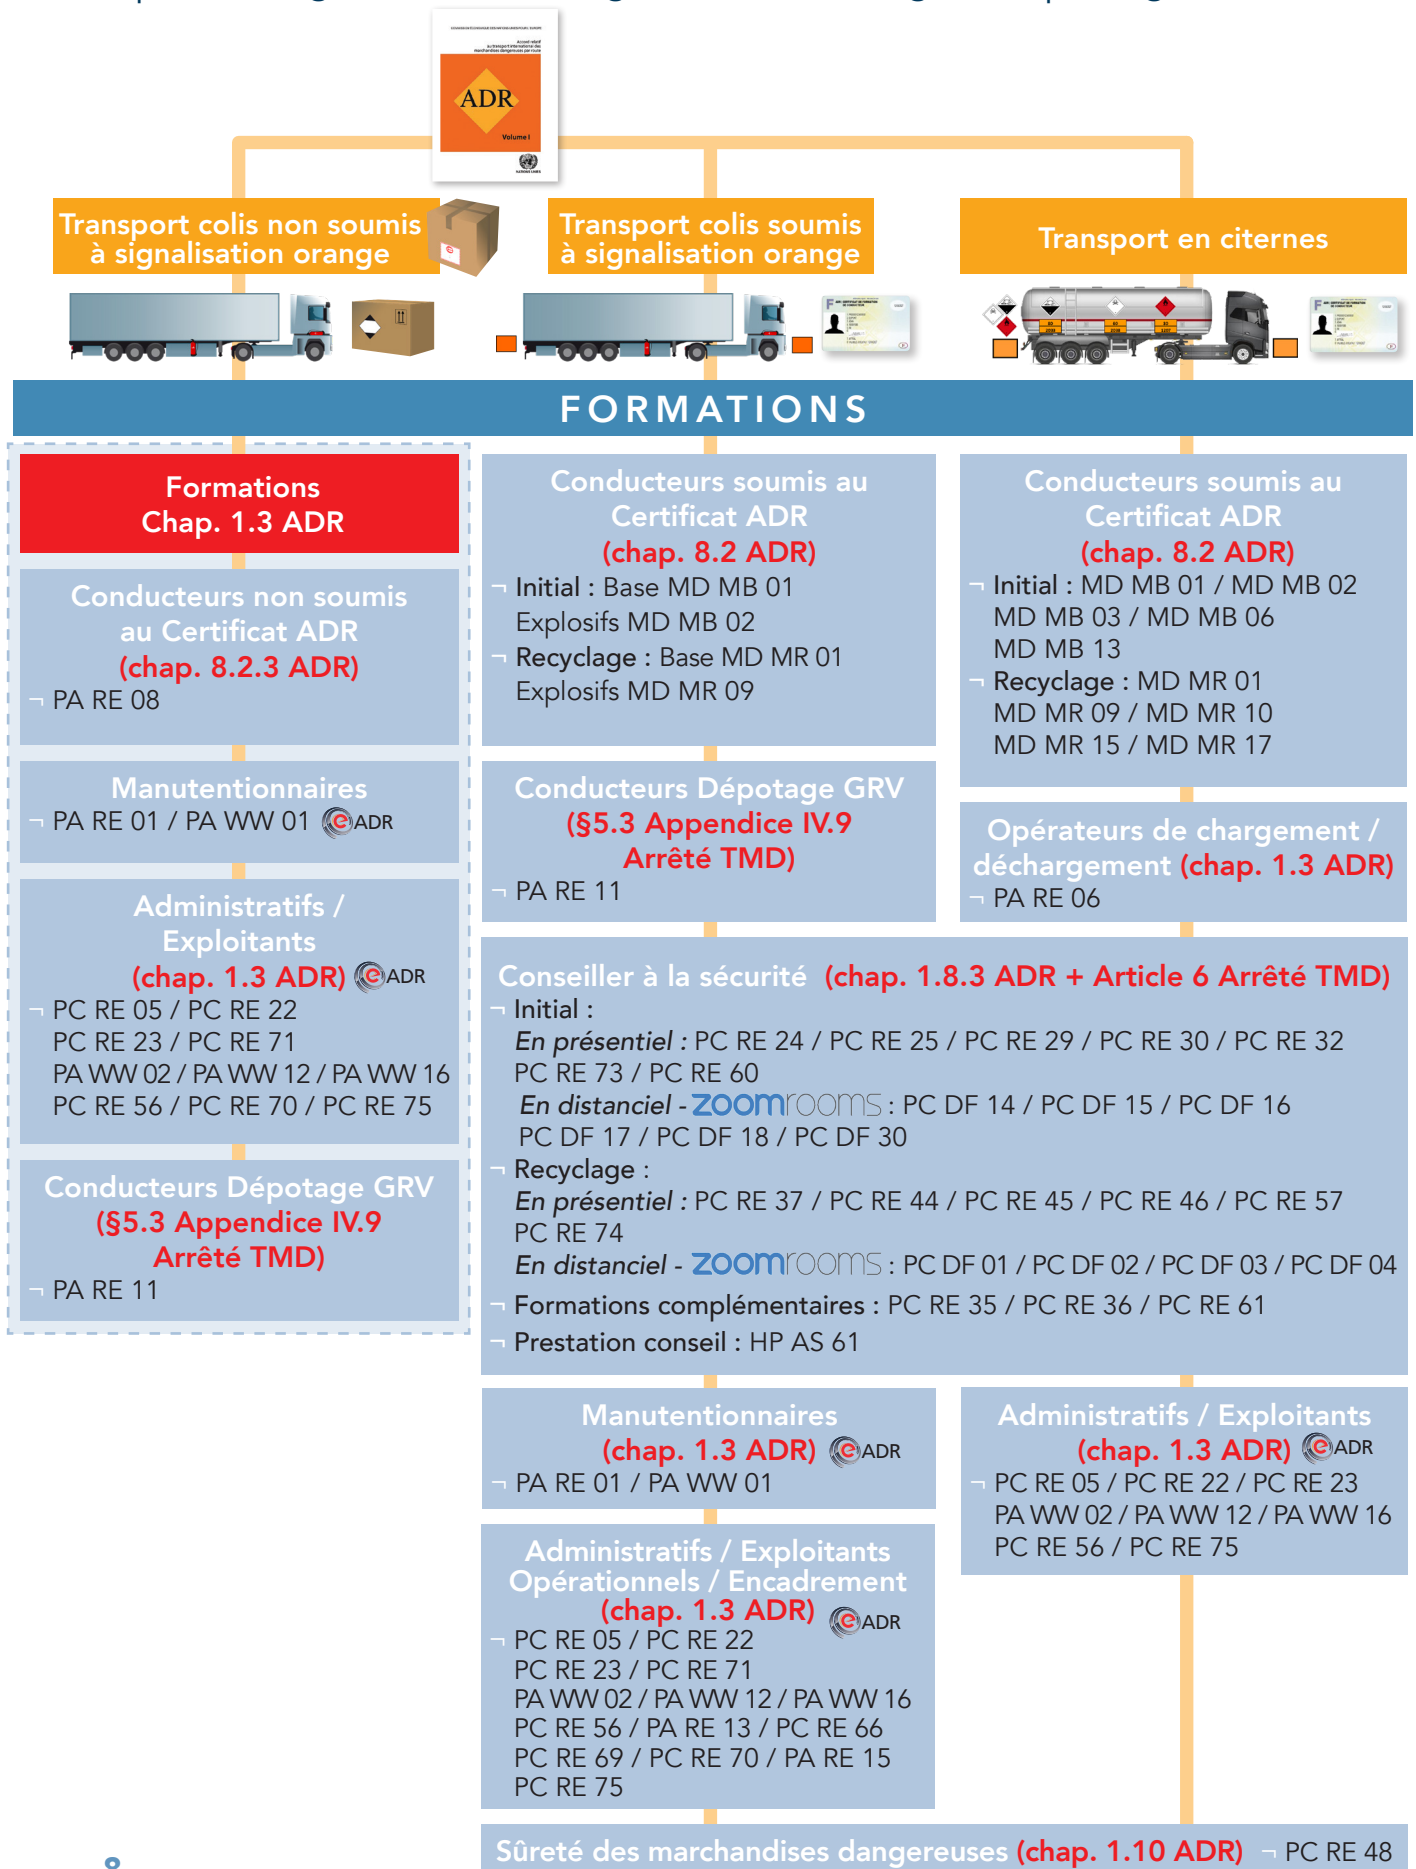 COMMISSION ÉCONOMIQUE DES NATIONS UNIES POUR L'EUROPE
Accord relatif
au transport international des
marchandises dangereuses par route
ADR
Volume I
NATIONS UNIES
Transport colis non soumis
à signalisation orange
Transport colis soumis
à signalisation orange
Transport en citernes
FORMATIONS
Formations
Chap. 1.3 ADR
Conducteurs non soumis
au Certificat ADR
(chap. 8.2.3 ADR)
¬ PA RE 08
Manutentionnaires
¬ PA RE 01 / PA WW 01 e ADR
Administratifs /
Exploitants
(chap. 1.3 ADR) e ADR
¬ PC RE 05 / PC RE 22
PC RE 23 / PC RE 71
PA WW 02 / PA WW 12 / PA WW 16
PC RE 56 / PC RE 70 / PC RE 75
Conducteurs Dépotage GRV
(§5.3 Appendice IV.9
Arrêté TMD)
¬ PA RE 11
Conducteurs soumis au
Certificat ADR
(chap. 8.2 ADR)
¬ Initial : Base MD MB 01
Explosifs MD MB 02
¬ Recyclage : Base MD MR 01
Explosifs MD MR 09
Conducteurs Dépotage GRV
(§5.3 Appendice IV.9
Arrêté TMD)
¬ PA RE 11
Conducteurs soumis au
Certificat ADR
(chap. 8.2 ADR)
¬ Initial : MD MB 01 / MD MB 02
MD MB 03 / MD MB 06
MD MB 13
¬ Recyclage : MD MR 01
MD MR 09 / MD MR 10
MD MR 15 / MD MR 17
Opérateurs de chargement /
déchargement (chap. 1.3 ADR)
¬ PA RE 06
Conseiller à la sécurité (chap. 1.8.3 ADR + Article 6 Arrêté TMD)
¬ Initial :
En présentiel : PC RE 24 / PC RE 25 / PC RE 29 / PC RE 30 / PC RE 32
PC RE 73 / PC RE 60
En distanciel - zoomrooms : PC DF 14 / PC DF 15 / PC DF 16
PC DF 17 / PC DF 18 / PC DF 30
¬ Recyclage :
En présentiel : PC RE 37 / PC RE 44 / PC RE 45 / PC RE 46 / PC RE 57
PC RE 74
En distanciel - zoomrooms : PC DF 01 / PC DF 02 / PC DF 03 / PC DF 04
¬ Formations complémentaires : PC RE 35 / PC RE 36 / PC RE 61
¬ Prestation conseil : HP AS 61
Manutentionnaires
(chap. 1.3 ADR) e ADR
¬ PA RE 01 / PA WW 01
Administratifs / Exploitants
Opérationnels / Encadrement
(chap. 1.3 ADR) e ADR
¬ PC RE 05 / PC RE 22
PC RE 23 / PC RE 71
PA WW 02 / PA WW 12 / PA WW 16
PC RE 56 / PA RE 13 / PC RE 66
PC RE 69 / PC RE 70 / PA RE 15
PC RE 75
Administratifs / Exploitants
(chap. 1.3 ADR) e ADR
¬ PC RE 05 / PC RE 22 / PC RE 23
PA WW 02 / PA WW 12 / PA WW 16
PC RE 56 / PC RE 75
Sûreté des marchandises dangereuses (chap. 1.10 ADR) ¬ PC RE 48